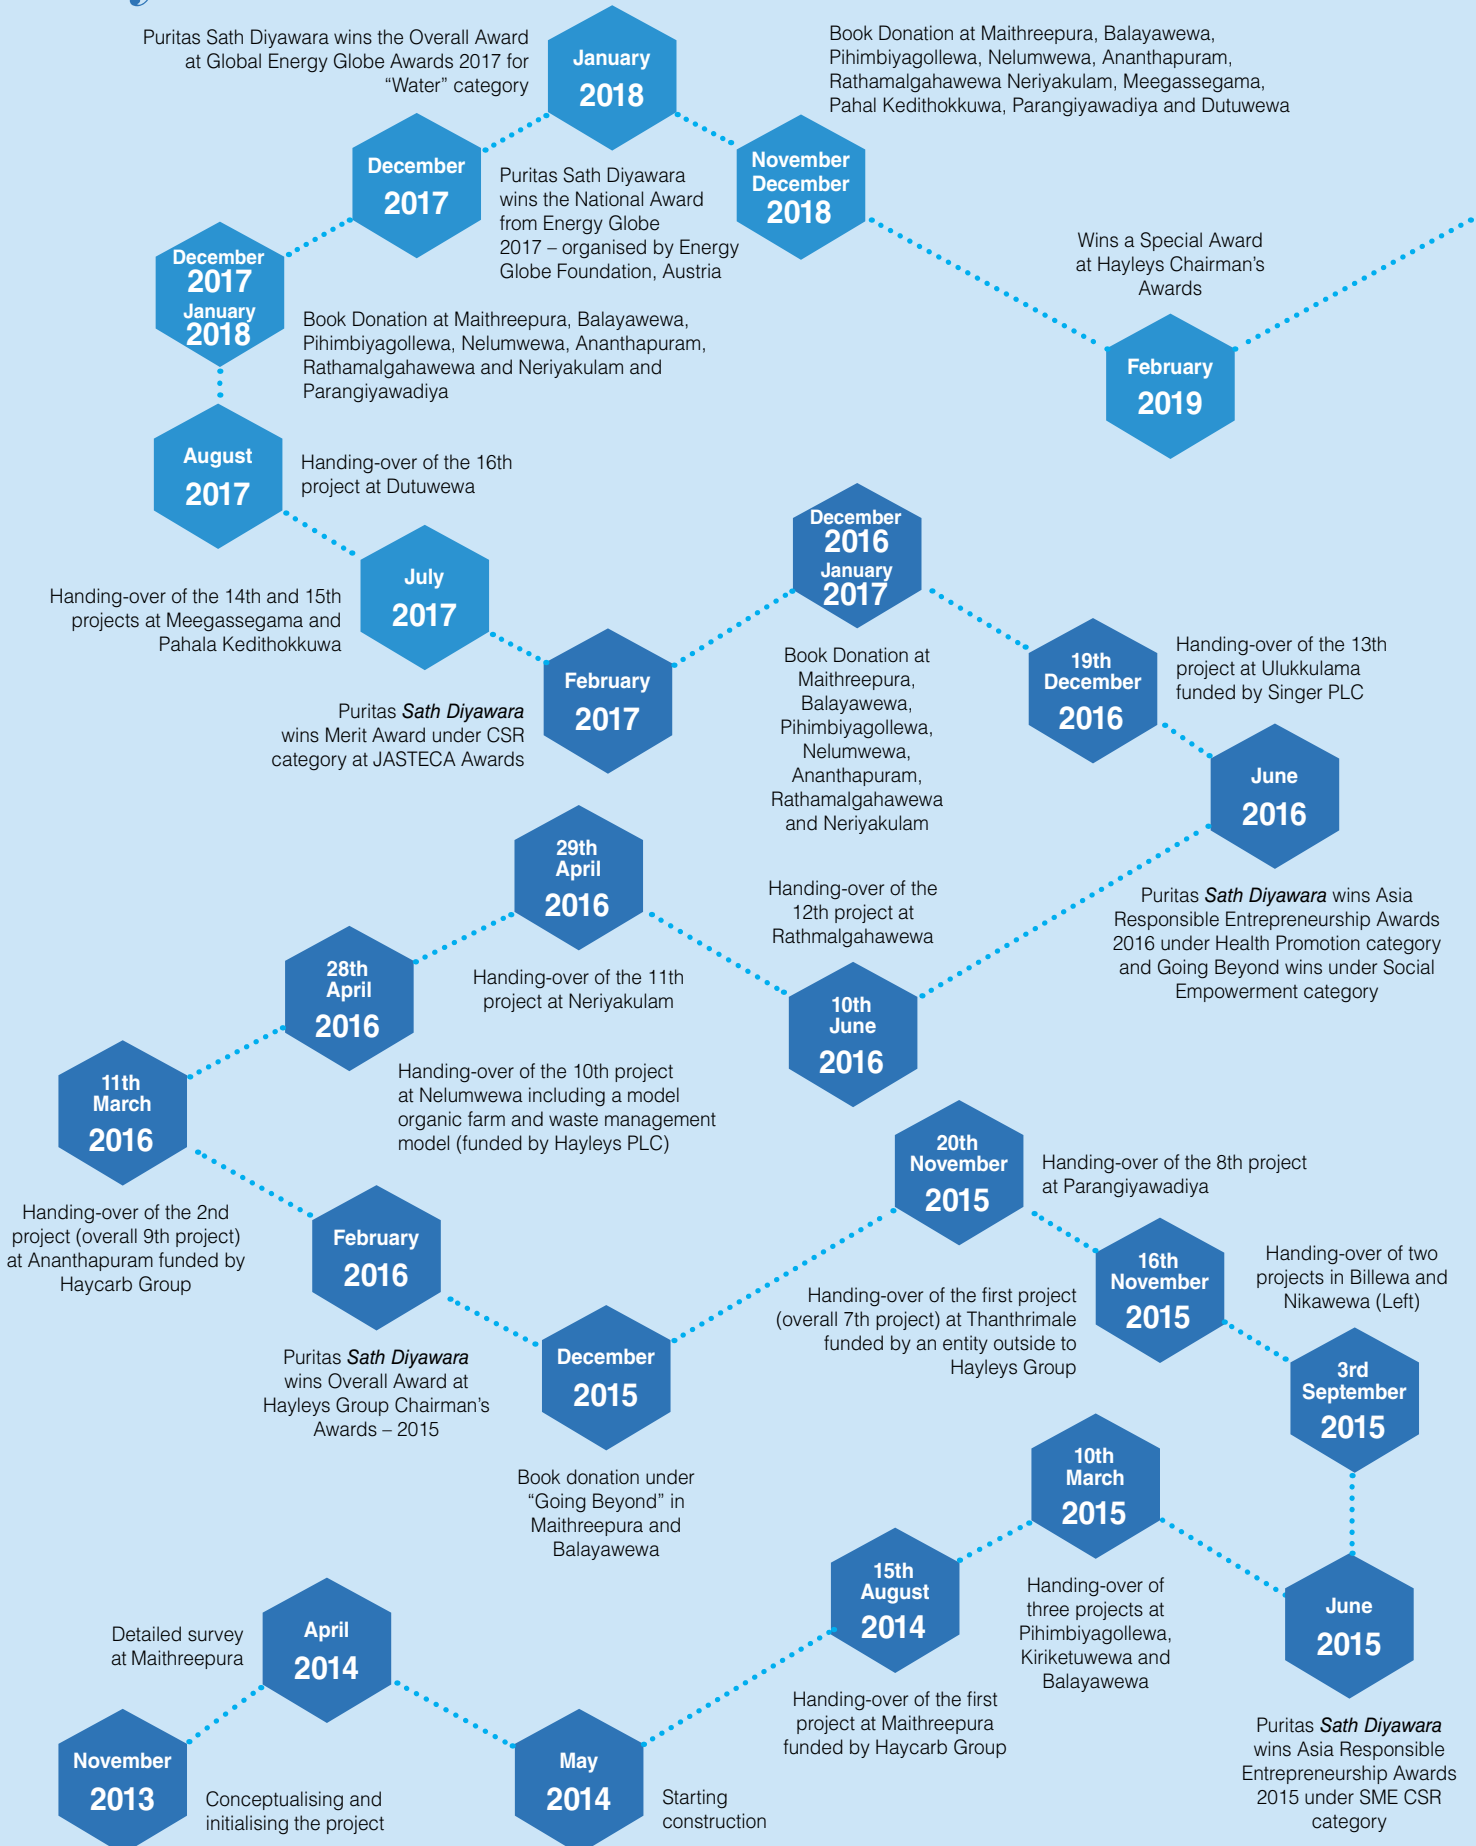 Puritas Sath Diyawara wins the Overall Award
at Global Energy Globe Awards 2017 for
“Water” category
January
2018
Book Donation at Maithreepura, Balayawewa,
Pihimbiyagollewa, Nelumwewa, Ananthapuram,
Rathamalgahawewa Neriyakulam, Meegassegama,
Pahal Kedithokkuwa, Parangiyawadiya and Dutuwewa
December
2017
Puritas Sath Diyawara
wins the National Award
from Energy Globe
2017 – organised by Energy
Globe Foundation, Austria
November
December
2018
Wins a Special Award
at Hayleys Chairman’s
Awards
February
2019
December
2017
January
2018
Book Donation at Maithreepura, Balayawewa,
Pihimbiyagollewa, Nelumwewa, Ananthapuram,
Rathamalgahawewa and Neriyakulam and
Parangiyawadiya
August
2017
Handing-over of the 16th
project at Dutuwewa
July
2017
Handing-over of the 14th and 15th
projects at Meegassegama and
Pahala Kedithokkuwa
February
2017
Puritas Sath Diyawara
wins Merit Award under CSR
category at JASTECA Awards
December
2016
January
2017
Book Donation at
Maithreepura,
Balayawewa,
Pihimbiyagollewa,
Nelumwewa,
Ananthapuram,
Rathamalgahawewa
and Neriyakulam
19th
December
2016
Handing-over of the 13th
project at Ulukkulama
funded by Singer PLC
June
2016
Puritas Sath Diyawara wins Asia
Responsible Entrepreneurship Awards
2016 under Health Promotion category
and Going Beyond wins under Social
Empowerment category
29th
April
2016
Handing-over of the 11th
project at Neriyakulam
Handing-over of the
12th project at
Rathmalgahawewa
10th
June
2016
28th
April
2016
Handing-over of the 10th project
at Nelumwewa including a model
organic farm and waste management
model (funded by Hayleys PLC)
11th
March
2016
Handing-over of the 2nd
project (overall 9th project)
at Ananthapuram funded by
Haycarb Group
February
2016
Puritas Sath Diyawara
wins Overall Award at
Hayleys Group Chairman’s
Awards – 2015
December
2015
Book donation under
“Going Beyond” in
Maithreepura and
Balayawewa
20th
November
2015
Handing-over of the 8th project
at Parangiyawadiya
16th
November
2015
Handing-over of the first project
(overall 7th project) at Thanthrimale
funded by an entity outside to
Hayleys Group
Handing-over of two
projects in Billewa and
Nikawewa (Left)
3rd
September
2015
10th
March
2015
Handing-over of
three projects at
Pihimbiyagollewa,
Kiriketuwewa and
Balayawewa
June
2015
Puritas Sath Diyawara
wins Asia Responsible
Entrepreneurship Awards
2015 under SME CSR
category
15th
August
2014
Handing-over of the first
project at Maithreepura
funded by Haycarb Group
Detailed survey
at Maithreepura
April
2014
November
2013
Conceptualising and
initialising the project
May
2014
Starting
construction